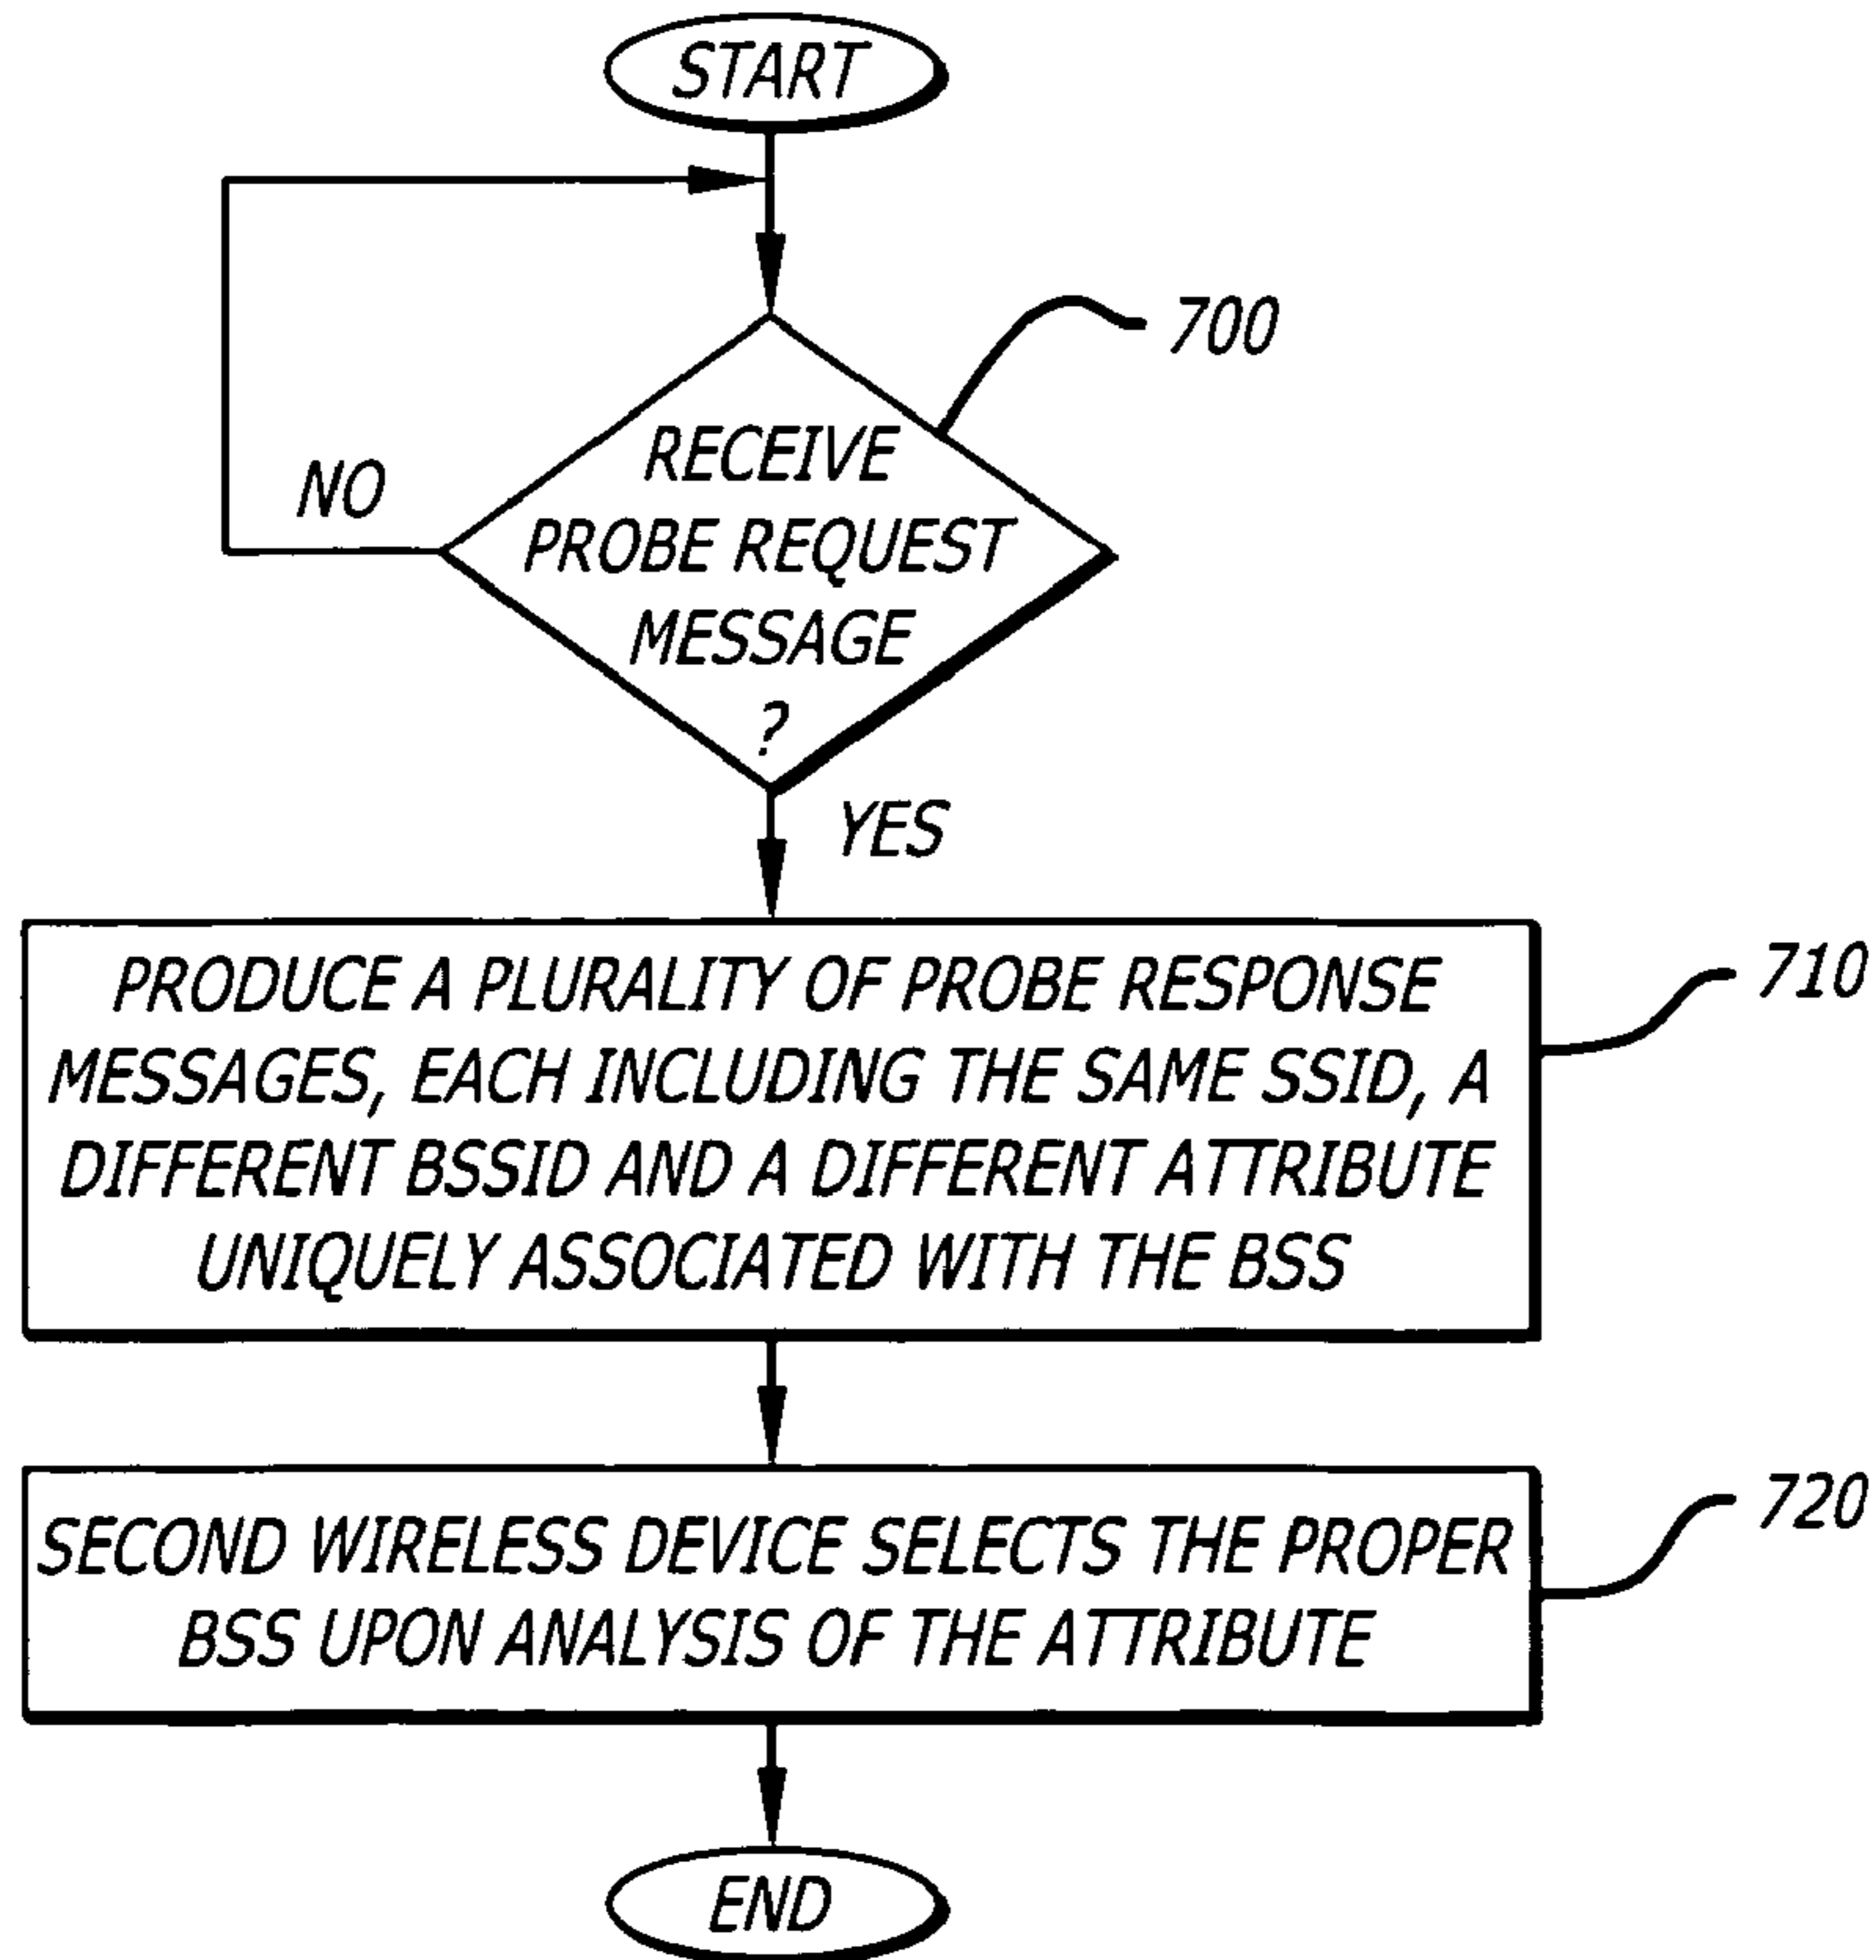 START
700
RECEIVE
PROBE REQUEST
MESSAGE
?
NO
YES
PRODUCE A PLURALITY OF PROBE RESPONSE
MESSAGES, EACH INCLUDING THE SAME SSID, A
DIFFERENT BSSID AND A DIFFERENT ATTRIBUTE
UNIQUELY ASSOCIATED WITH THE BSS
710
SECOND WIRELESS DEVICE SELECTS THE PROPER
BSS UPON ANALYSIS OF THE ATTRIBUTE
720
END